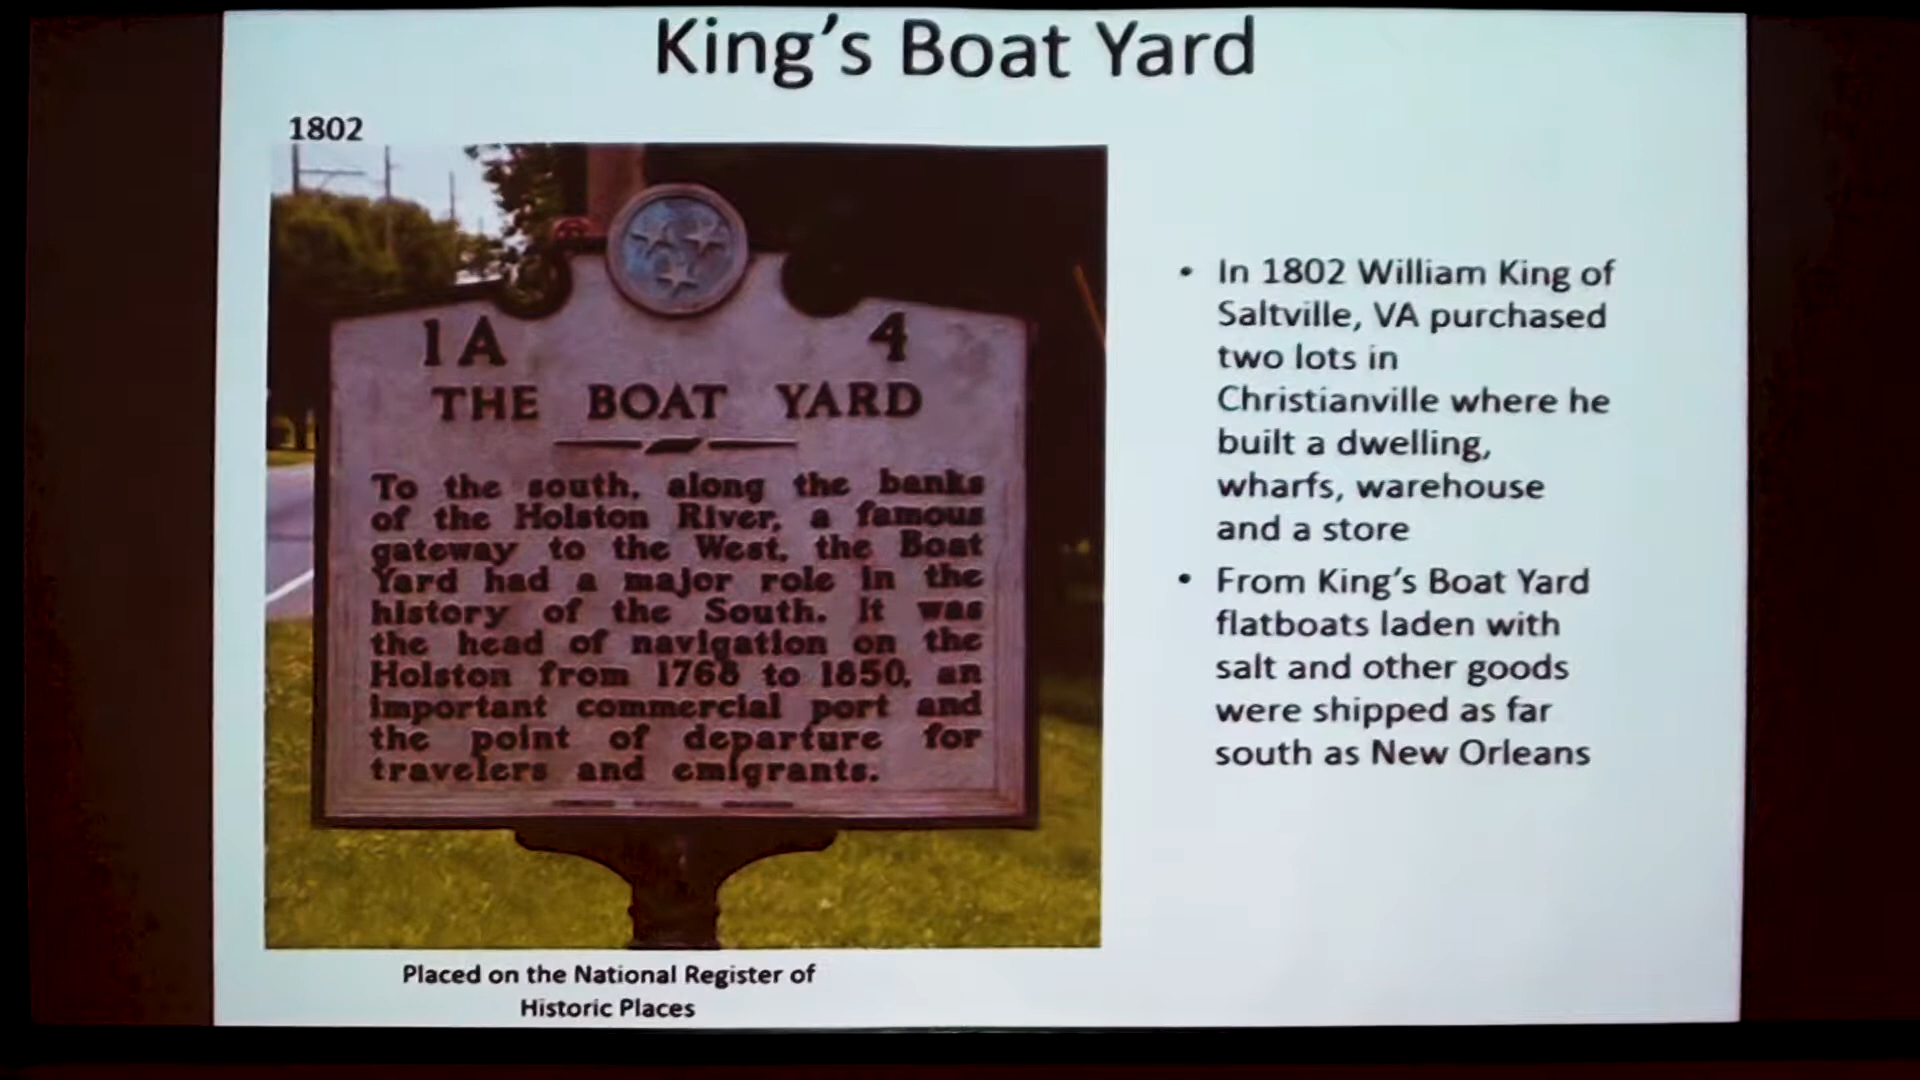 King's Boat Yard
1802
1A 4
THE BOAT YARD
To the south, along the banks
of the Holston River, a famous
gateway to the West, the Boat
Yard had a major role in the
history of the South. It was
the head of navigation on the
Holston from 1768 to 1850, an
important commercial port and
the point of departure for
travelers and emigrants.
Placed on the National Register of
Historic Places
• In 1802 William King of
Saltville, VA purchased
two lots in
Christianville where he
built a dwelling,
wharfs, warehouse
and a store
• From King's Boat Yard
flatboats laden with
salt and other goods
were shipped as far
south as New Orleans